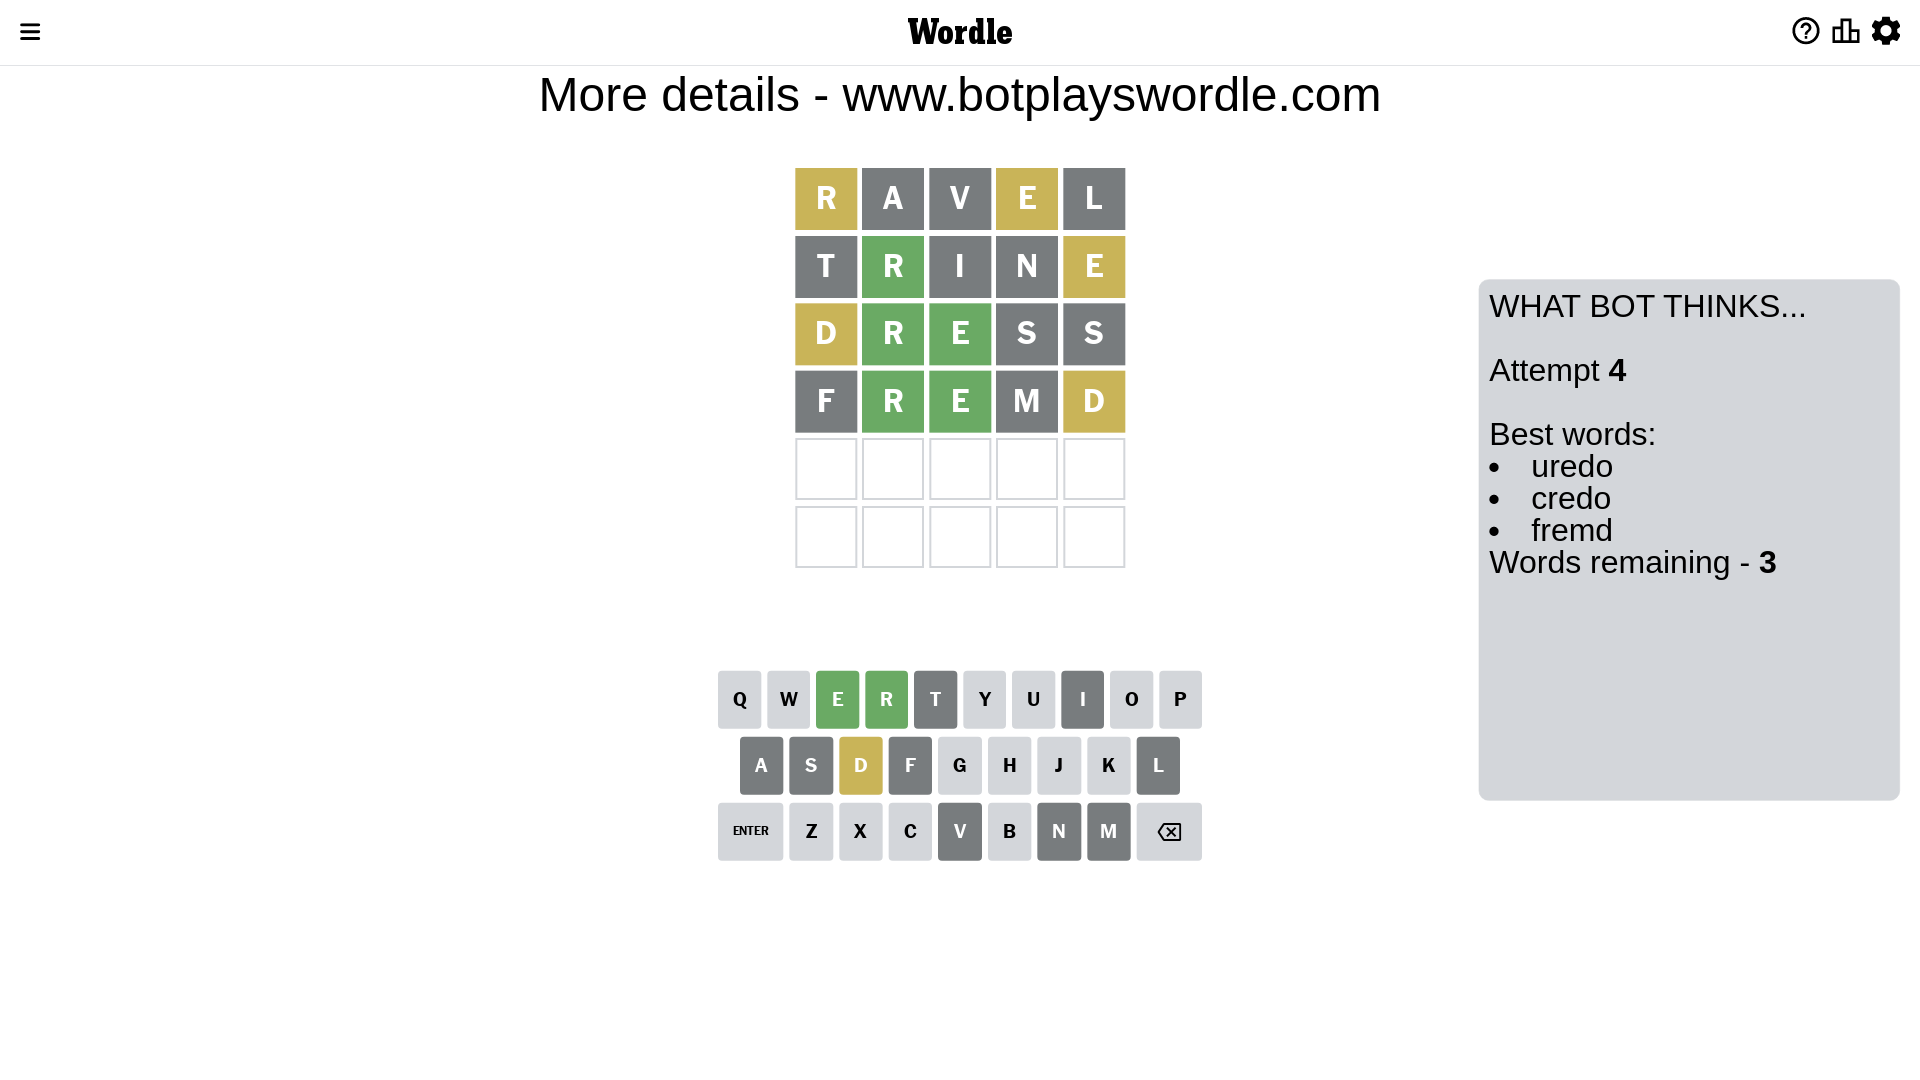 Wordle
More details - www.botplayswordle.com
R A V E L
T R I N E
D R E S S
F R E M D
WHAT BOT THINKS...
Attempt 4
Best words:
• uredo
• credo
• fremd
Words remaining - 3
Q W E R T Y U I O P
A S D F G H J K L
ENTER Z X C V B N M